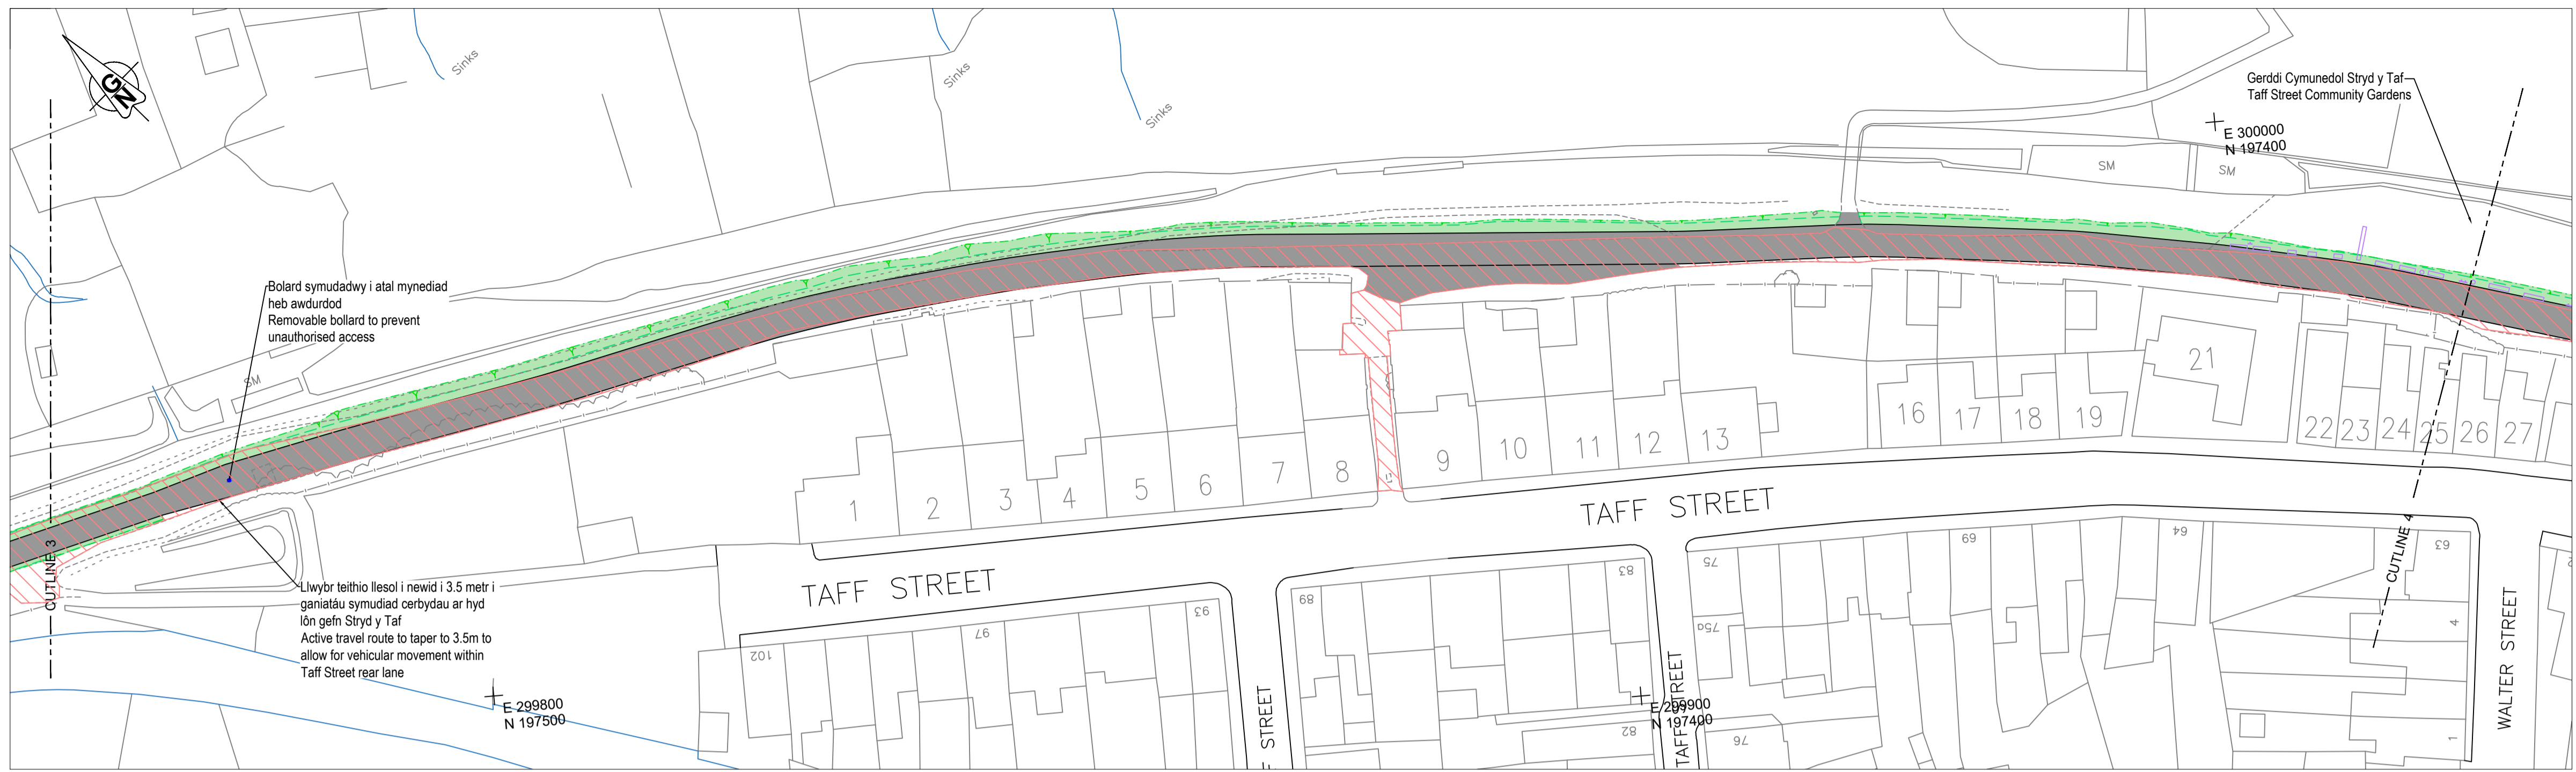 GN
Sinks
Sinks
Sinks
Gerddi Cymunedol Stryd y Taf
Taff Street Community Gardens
E 300000
N 197400
SM
SM
SM
Bolard symudadwy i atal mynediad
heb awdurdod
Removable bollard to prevent
unauthorised access
CUTLINE 3
Llwybr teithio llesol i newid i 3.5 metr i
ganiatáu symudiad cerbydau ar hyd
lôn gefn Stryd y Taf
Active travel route to taper to 3.5m to
allow for vehicular movement within
Taff Street rear lane
E 299800
N 197500
1
2
3
4
5
6
7
8
9
10
11
12
13
16
17
18
19
21
22
23
24
25
26
27
TAFF STREET
TAFF STREET
CUTLINE 4
102
97
93
89
83
82
75
75a
76
69
64
63
4
1
E 299900
N 197400
TAFF STREET
F STREET
WALTER STREET